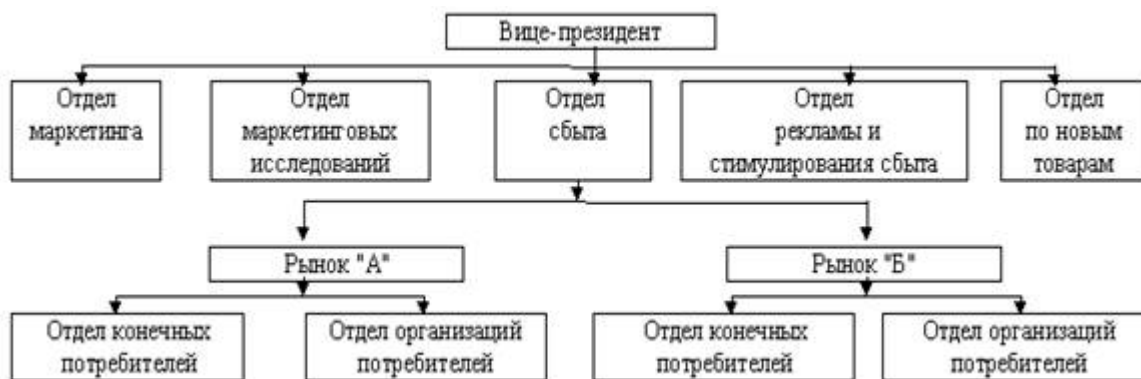 Вице-президент
Отдел
маркетинга
Отдел
маркетинговых
исследований
Отдел
сбыта
Отдел
рекламы и
стимулирования сбыта
Отдел
по новым
товарам
Рынок "А"
Рынок "Б"
Отдел конечных
потребителей
Отдел организаций
потребителей
Отдел конечных
потребителей
Отдел организаций
потребителей